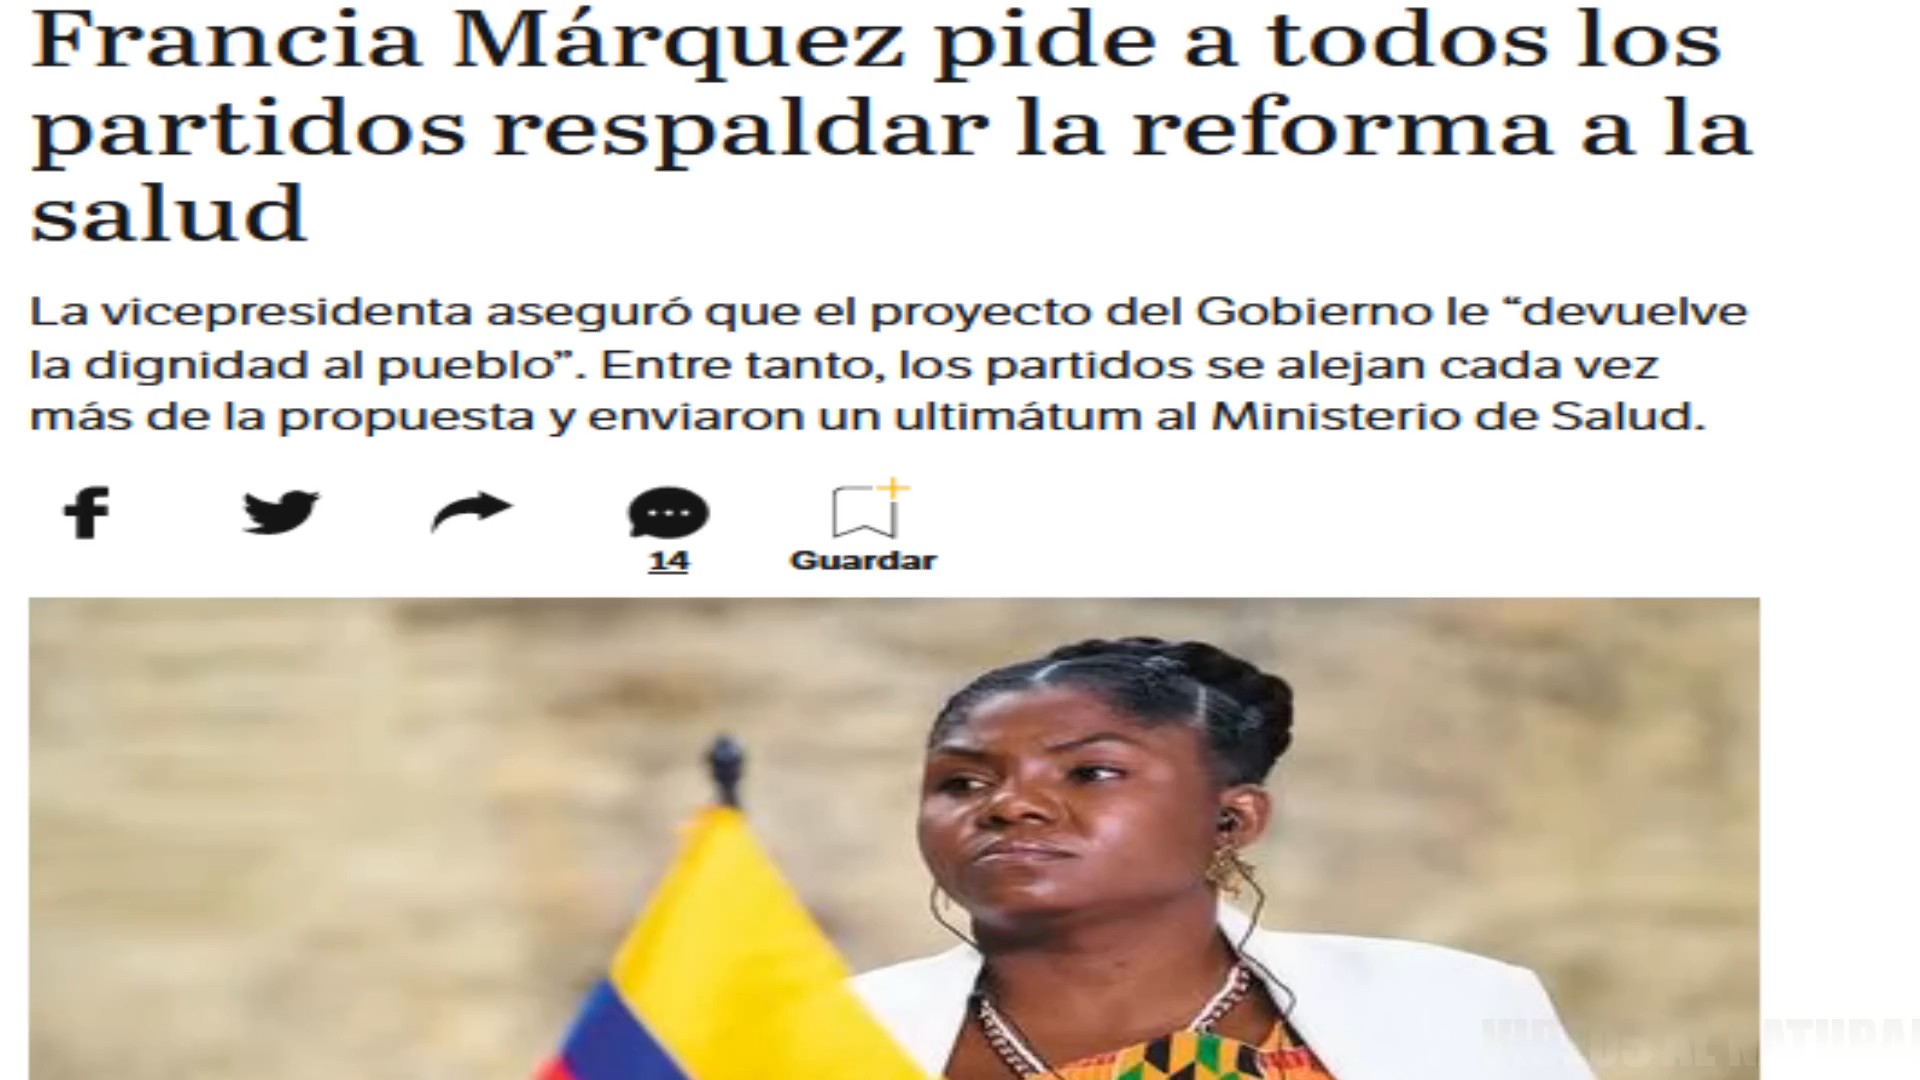 Francia Márquez pide a todos los
partidos respaldar la reforma a la
salud
La vicepresidenta aseguró que el proyecto del Gobierno le “devuelve
la dignidad al pueblo”. Entre tanto, los partidos se alejan cada vez
más de la propuesta y enviaron un ultimátum al Ministerio de Salud.
14
Guardar